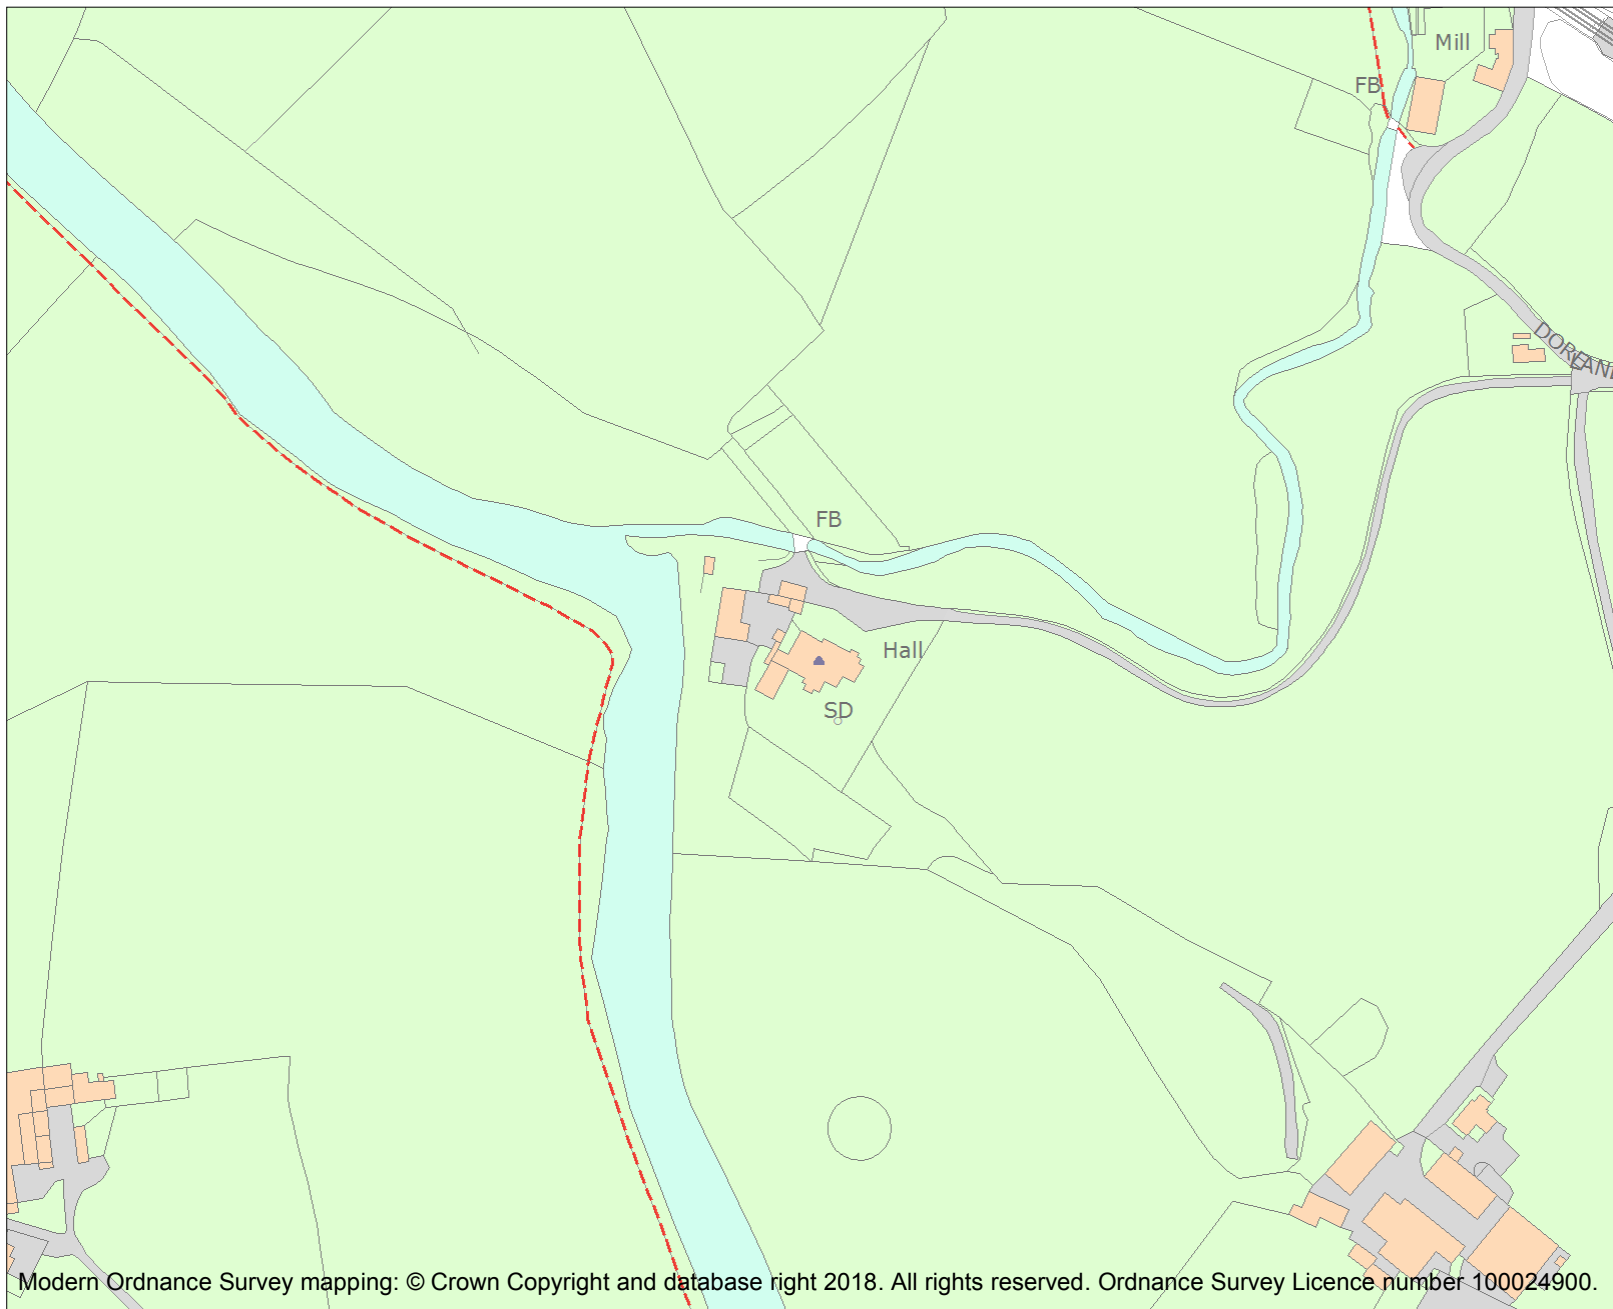 Mill
FB
DORELAND
FB
Hall
SD
Modern Ordnance Survey mapping: © Crown Copyright and database right 2018. All rights reserved. Ordnance Survey Licence number 100024900.